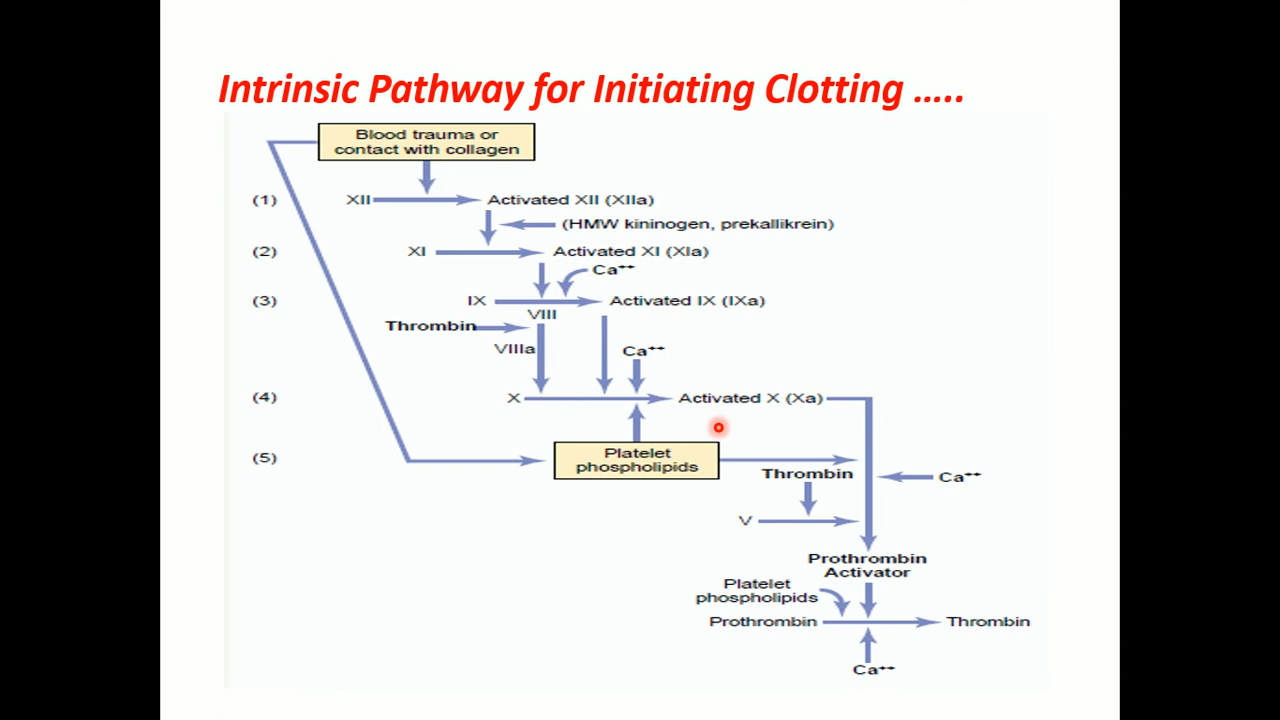 Intrinsic Pathway for Initiating Clotting .....
Blood trauma or
contact with collagen
(1) XII Activated XII (XIIa)
(HMW kininogen, prekallikrein)
(2) XI Activated XI (XIa)
Ca++
(3) IX Activated IX (IXa)
VIII
Thrombin
VIIIa Ca++
(4) X Activated X (Xa)
(5) Platelet
phospholipids
Thrombin Ca++
V
Prothrombin
Activator
Platelet
phospholipids
Prothrombin Thrombin
Ca++